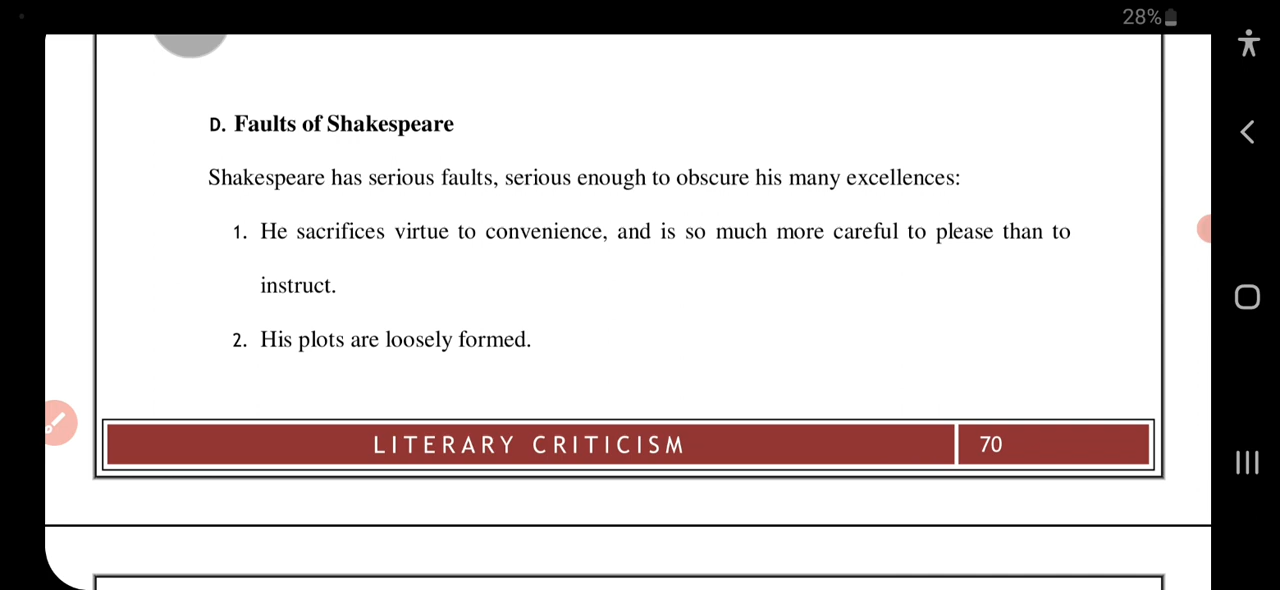 28%
D. Faults of Shakespeare
Shakespeare has serious faults, serious enough to obscure his many excellences:
1. He sacrifices virtue to convenience, and is so much more careful to please than to
instruct.
2. His plots are loosely formed.
LITERARY CRITICISM 70